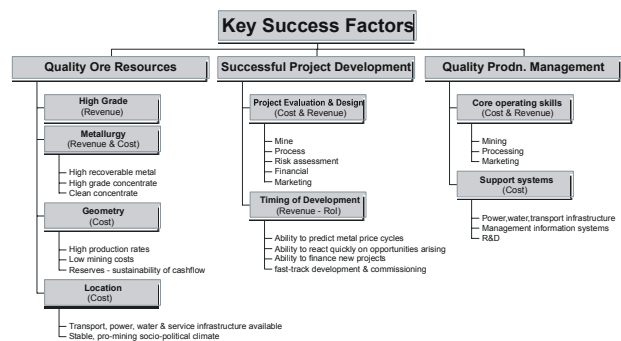 Key Success Factors
Quality Ore Resources
Successful Project Development
Quality Prodn. Management
High Grade
(Revenue)
Metallurgy
(Revenue & Cost)
High recoverable metal
High grade concentrate
Clean concentrate
Geometry
(Cost)
High production rates
Low mining costs
Reserves - sustainability of cashflow
Location
(Cost)
Transport, power, water & service infrastructure available
Stable, pro-mining socio-political climate
Project Evaluation & Design
(Cost & Revenue)
Mine
Process
Risk assessment
Financial
Marketing
Timing of Development
(Revenue - RoI)
Ability to predict metal price cycles
Ability to react quickly on opportunities arising
Ability to finance new projects
fast-track development & commissioning
Core operating skills
(Cost & Revenue)
Mining
Processing
Marketing
Support systems
(Cost)
Power,water,transport infrastructure
Management information systems
R&D